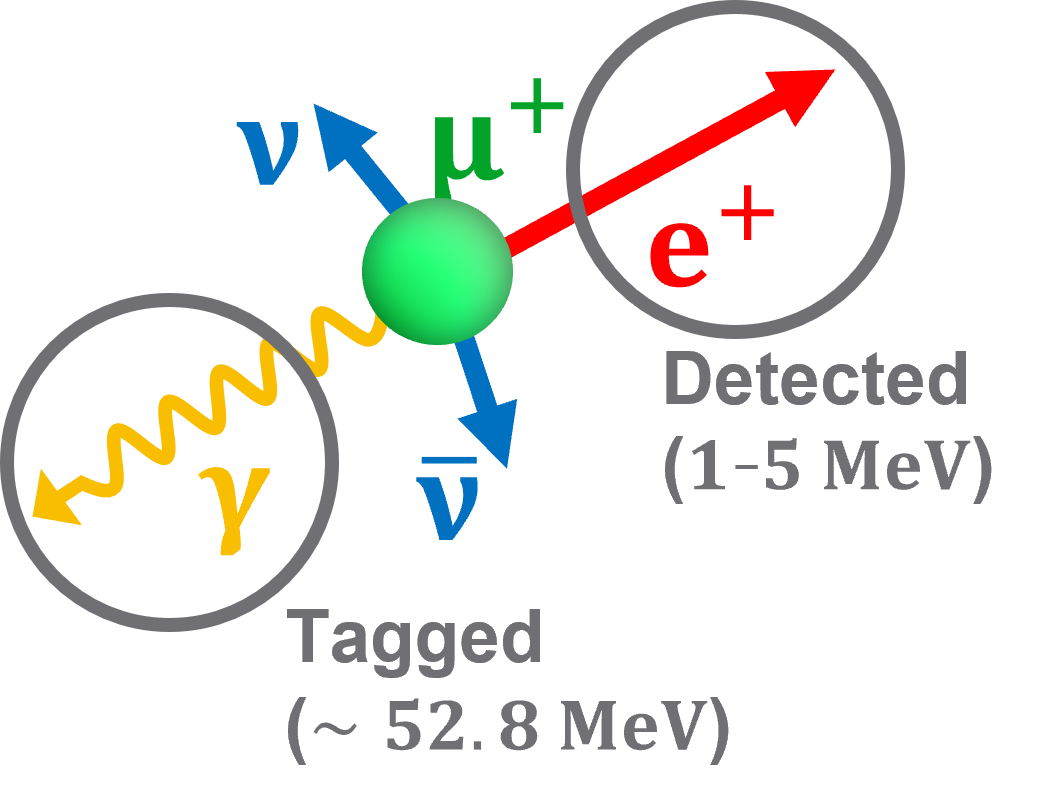 ν
μ⁺
e⁺
Detected
(1-5 MeV)
γ
ν̄
Tagged
(~ 52.8 MeV)